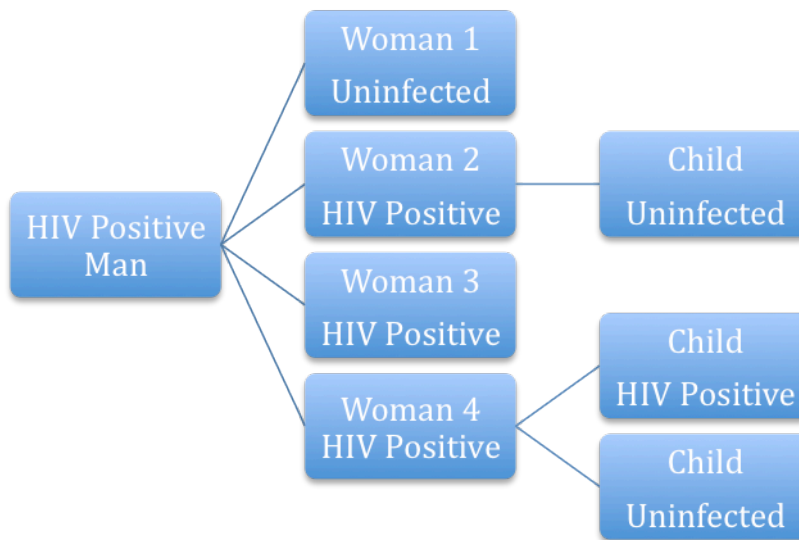 HIV Positive
Man
Woman 1
Uninfected
Woman 2
HIV Positive
Woman 3
HIV Positive
Woman 4
HIV Positive
Child
Uninfected
Child
HIV Positive
Child
Uninfected